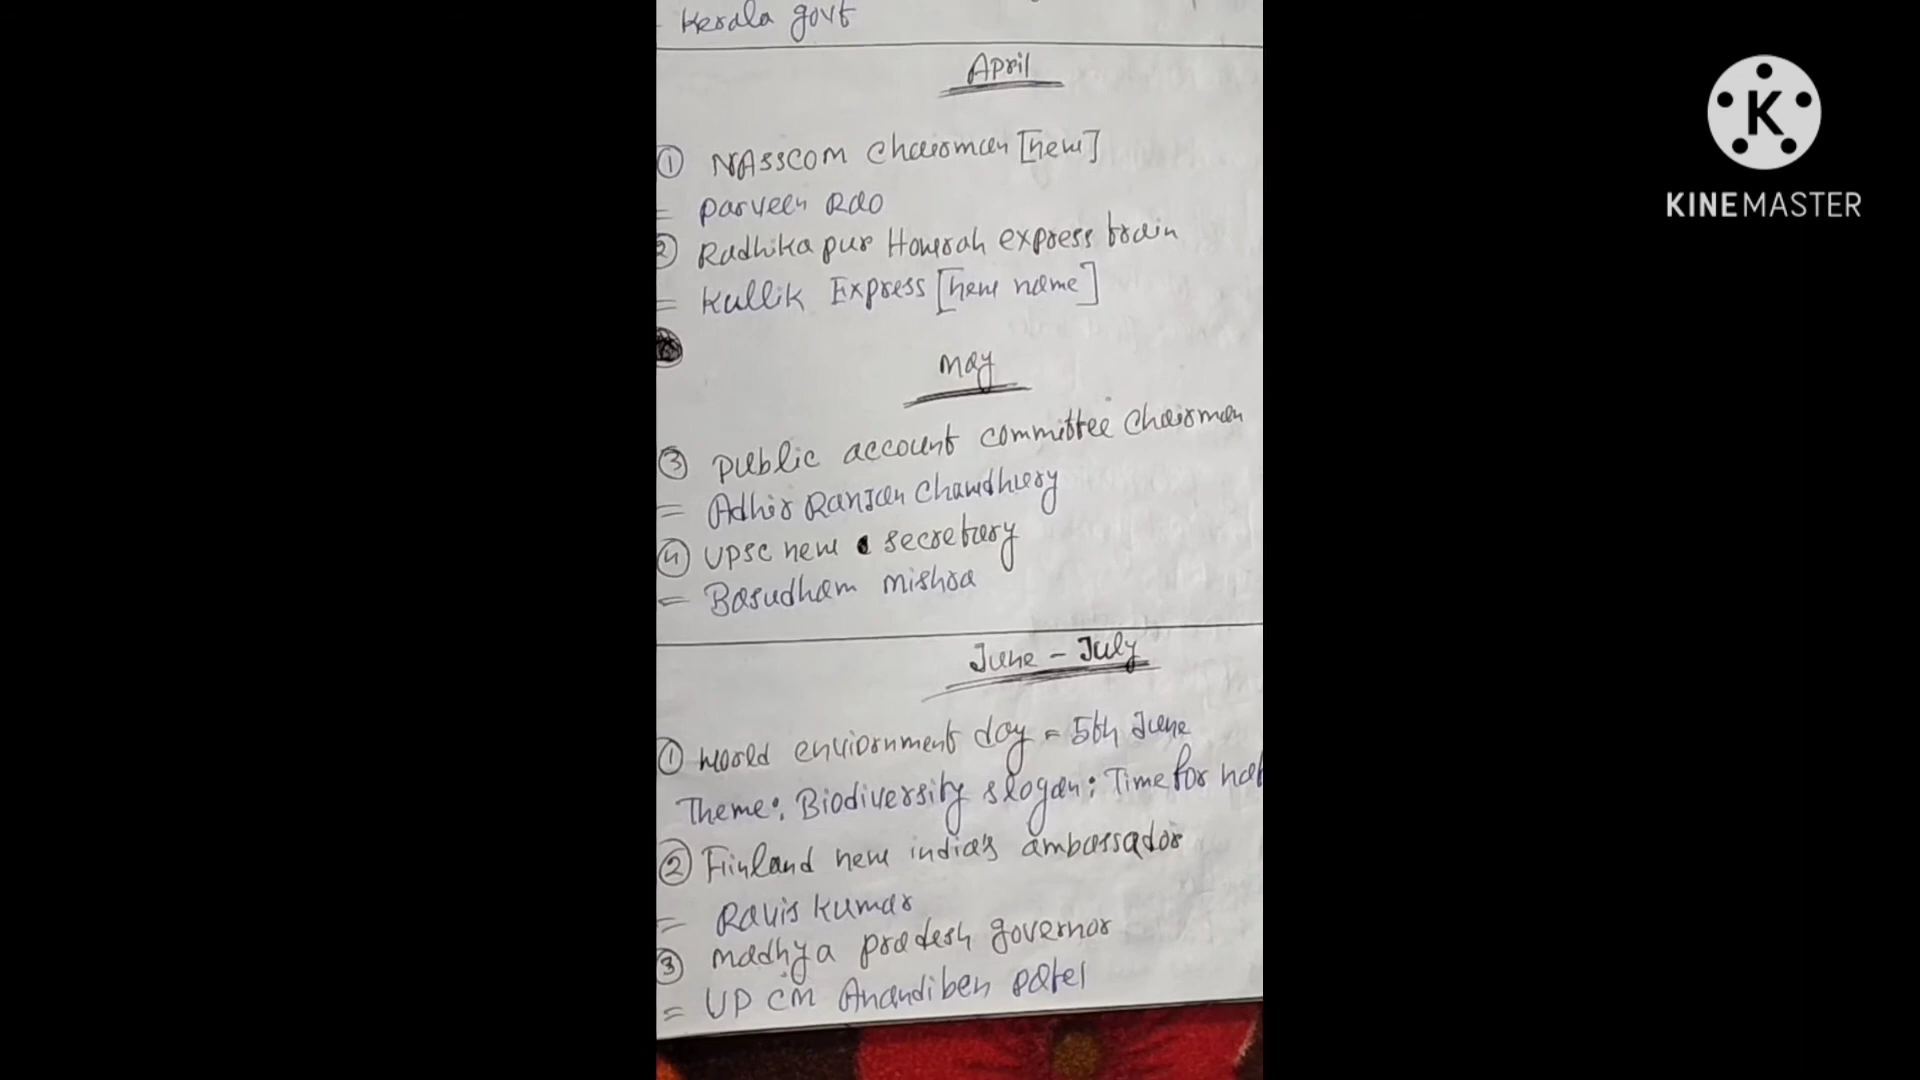 - Kerala govt
April
① NASSCOM Chairman [new]
= Parveen Rao
② Radhikapur Howrah express train
= Kullik Express [new name]
May
③ Public account committee Chairman
= Adhir Ranjan Chawdhury
④ UPSC new secretary
= Basudham mishra
June - July
① World enviornment day = 5th June
Theme: Biodiversity slogan: Time for nat
② Finland new india's ambassador
= Ravis Kumar
③ Madhya pradesh governor
= UP CM Anandiben patel
K
KINEMASTER